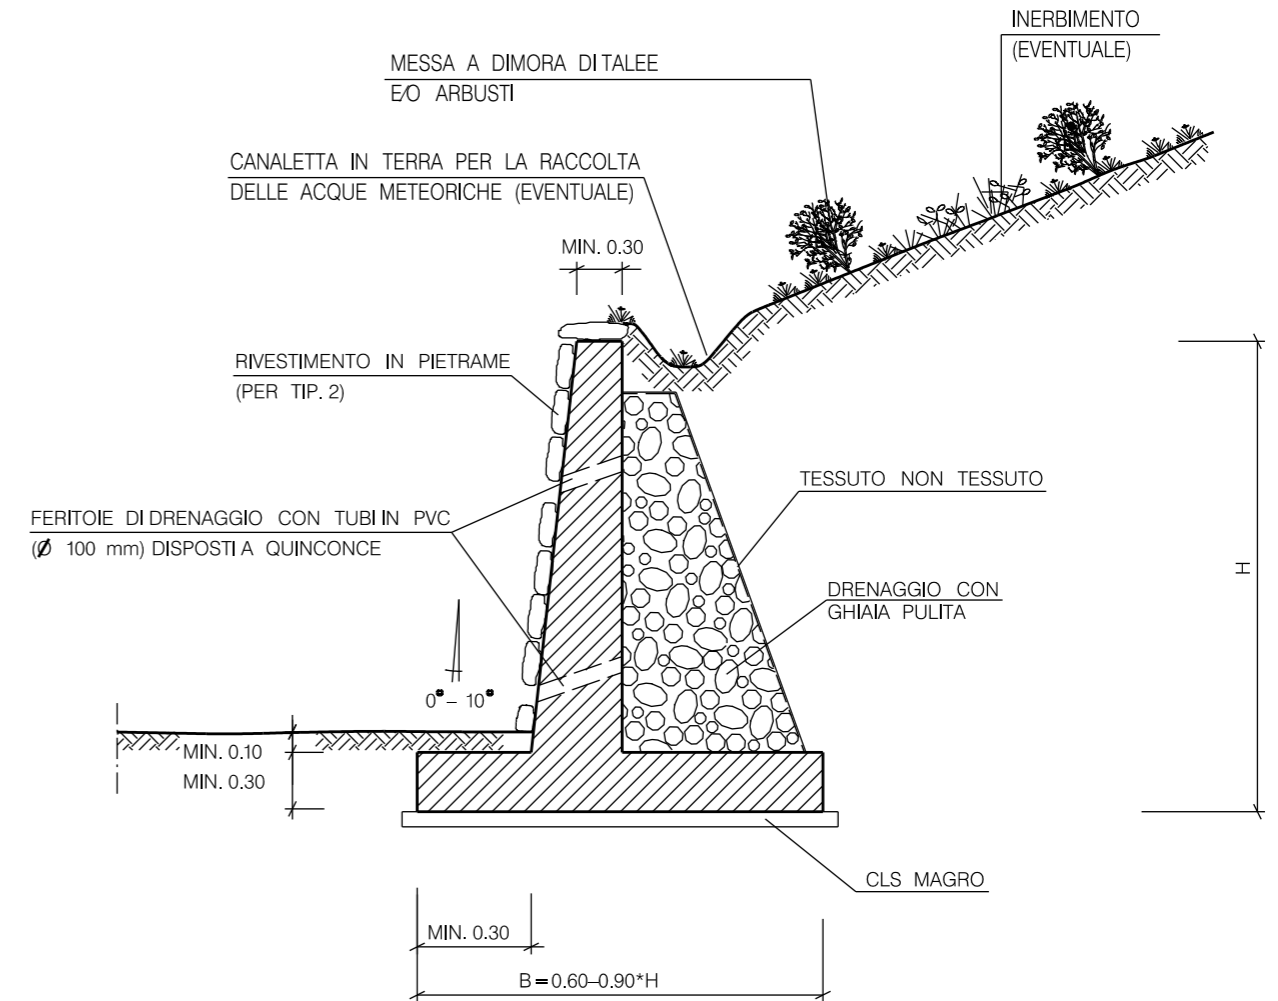 INERBIMENTO
(EVENTUALE)
MESSA A DIMORA DI TALEE
E/O ARBUSTI
CANALETTA IN TERRA PER LA RACCOLTA
DELLE ACQUE METEORICHE (EVENTUALE)
MIN. 0.30
RIVESTIMENTO IN PIETRAME
(PER TIP. 2)
TESSUTO NON TESSUTO
FERITOIE DI DRENAGGIO CON TUBI IN PVC
(Ø 100 mm) DISPOSTI A QUINCONCE
H
DRENAGGIO CON
GHIAIA PULITA
0° – 10°
MIN. 0.10
MIN. 0.30
CLS MAGRO
MIN. 0.30
B = 0.60–0.90*H